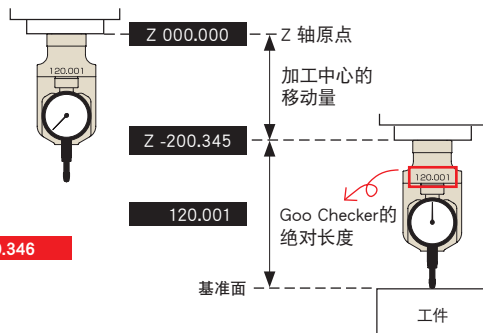 Z 000.000
Z 轴原点
120.001
加工中心的
移动量
Z -200.345
120.001
120.001
Goo Checker的
绝对长度
.346
基准面
工件